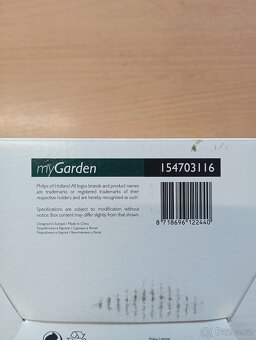 myGarden
154703116
Philips of Holland.All logos brands and product names
are trademarks or registered trademarks of their
respective holders and are hereby recognised as such.
Specifications are subject to modification without
notice. Box content may differ slightly from that shown.
Designed in Europe / Made in China
8 718696 122440